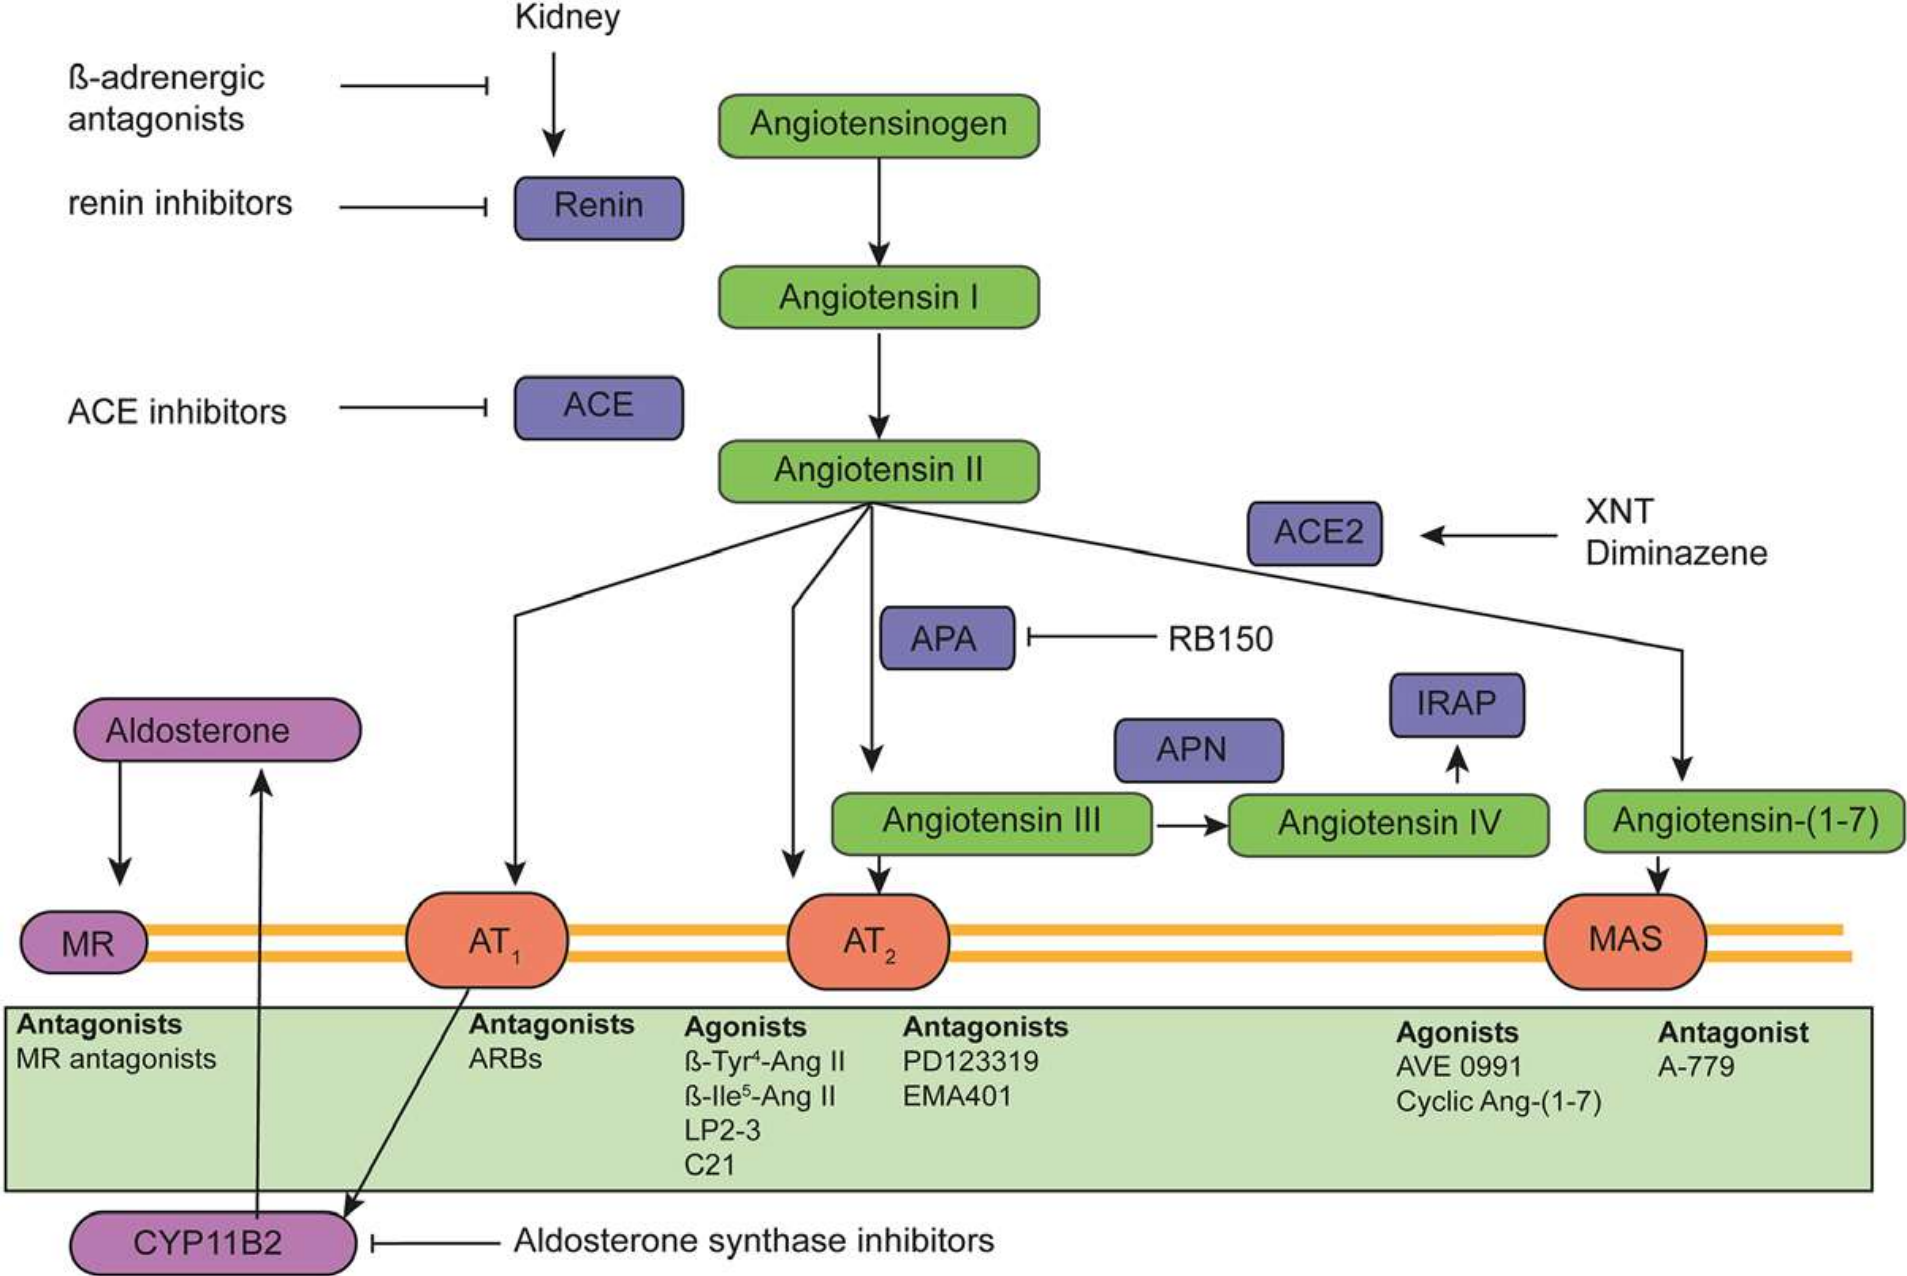 Kidney
ß-adrenergic
antagonists
Angiotensinogen
renin inhibitors
Renin
Angiotensin I
ACE inhibitors
ACE
Angiotensin II
ACE2
XNT
Diminazene
APA
RB150
IRAP
Aldosterone
APN
Angiotensin III
Angiotensin IV
Angiotensin-(1-7)
MR
AT₁
AT₂
MAS
Antagonists
MR antagonists
Antagonists
ARBs
Agonists
ß-Tyr⁴-Ang II
ß-Ile⁵-Ang II
LP2-3
C21
Antagonists
PD123319
EMA401
Agonists
AVE 0991
Cyclic Ang-(1-7)
Antagonist
A-779
CYP11B2
Aldosterone synthase inhibitors